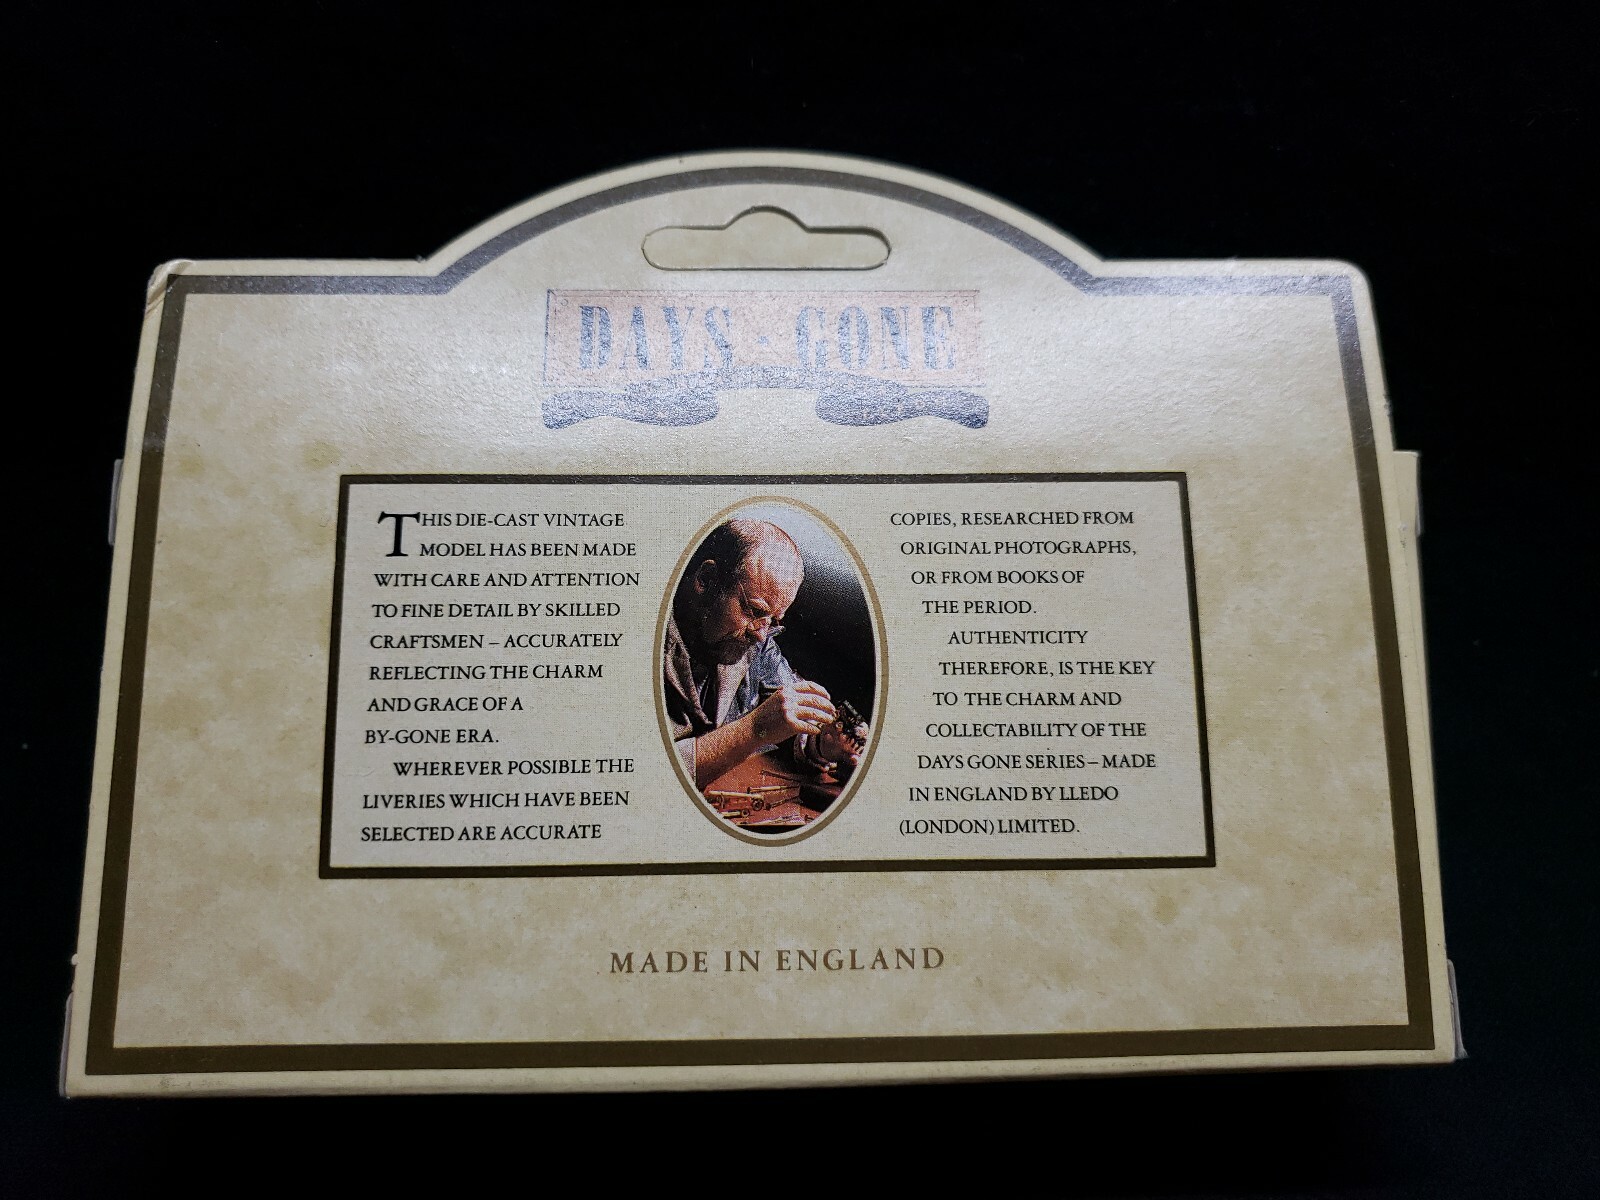 DAYS GONE
THIS DIE-CAST VINTAGE
MODEL HAS BEEN MADE
WITH CARE AND ATTENTION
TO FINE DETAIL BY SKILLED
CRAFTSMEN – ACCURATELY
REFLECTING THE CHARM
AND GRACE OF A
BY-GONE ERA.
WHEREVER POSSIBLE THE
LIVERIES WHICH HAVE BEEN
SELECTED ARE ACCURATE
COPIES, RESEARCHED FROM
ORIGINAL PHOTOGRAPHS,
OR FROM BOOKS OF
THE PERIOD.
AUTHENTICITY
THEREFORE, IS THE KEY
TO THE CHARM AND
COLLECTABILITY OF THE
DAYS GONE SERIES – MADE
IN ENGLAND BY LLEDO
(LONDON) LIMITED.
MADE IN ENGLAND